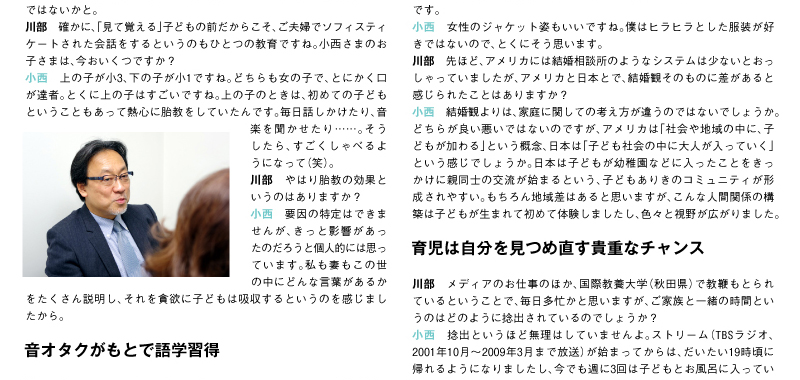 ではないかと。
川部　確かに、「見て覚える」子どもの前だからこそ、ご夫婦でソフィスティ
ケートされた会話をするというのもひとつの教育ですね。小西さまのお
子さまは、今おいくつですか？
小西　上の子が小3、下の子が小1ですね。どちらも女の子で、とにかく口
が達者。とくに上の子はすごいですね。上の子のときは、初めての子ども
ということもあって熱心に胎教をしていたんです。毎日話しかけたり、音
楽を聞かせたり……。そう
したら、すごくしゃべるよ
うになって（笑）。
川部　やはり胎教の効果と
いうのはありますか？
小西　要因の特定はできま
せんが、きっと影響があっ
たのだろうと個人的には思っ
ています。私も妻もこの世
の中にどんな言葉があるか
をたくさん説明し、それを貪欲に子どもは吸収するというのを感じまし
たから。
音オタクがもとで語学習得
です。
小西　女性のジャケット姿もいいですね。僕はヒラヒラとした服装が好
きではないので、とくにそう思います。
川部　先ほど、アメリカには結婚相談所のようなシステムは少ないとおっ
しゃっていましたが、アメリカと日本とで、結婚観そのものに差があると
感じられたことはありますか？
小西　結婚観よりは、家庭に関しての考え方が違うのではないでしょうか。
どちらが良い悪いではないのですが、アメリカは「社会や地域の中に、子
どもが加わる」という概念、日本は「子ども社会の中に大人が入っていく」
という感じでしょうか。日本は子どもが幼稚園などに入ったことをきっ
かけに親同士の交流が始まるという、子どもありきのコミュニティが形
成されやすい。もちろん地域差はあると思いますが、こんな人間関係の構
築は子どもが生まれて初めて体験しましたし、色々と視野が広がりました。
育児は自分を見つめ直す貴重なチャンス
川部　メディアのお仕事のほか、国際教養大学（秋田県）で教鞭もとられ
ているということで、毎日多忙かと思いますが、ご家族と一緒の時間とい
うのはどのように捻出されているのでしょうか？
小西　捻出というほど無理はしていませんよ。ストリーム（TBSラジオ、
2001年10月～2009年3月まで放送）が始まってからは、だいたい19時頃に
帰れるようになりましたし、今でも週に3回は子どもとお風呂に入ってい